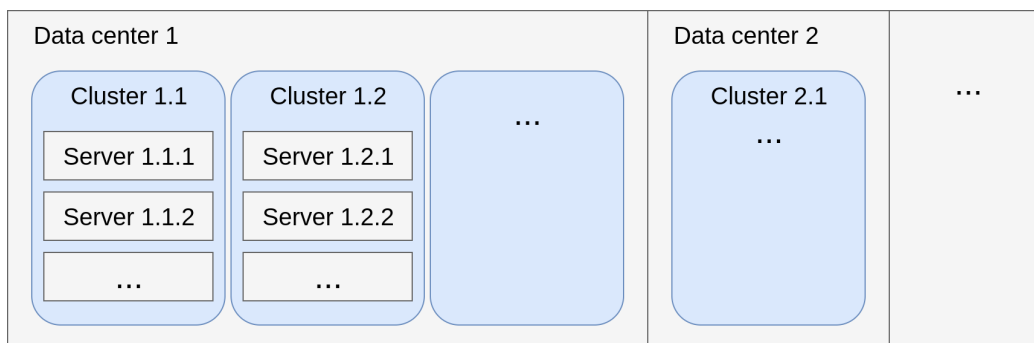 Data center 1
Cluster 1.1
Server 1.1.1
Server 1.1.2
...
Cluster 1.2
Server 1.2.1
Server 1.2.2
...
...
Data center 2
Cluster 2.1
...
...